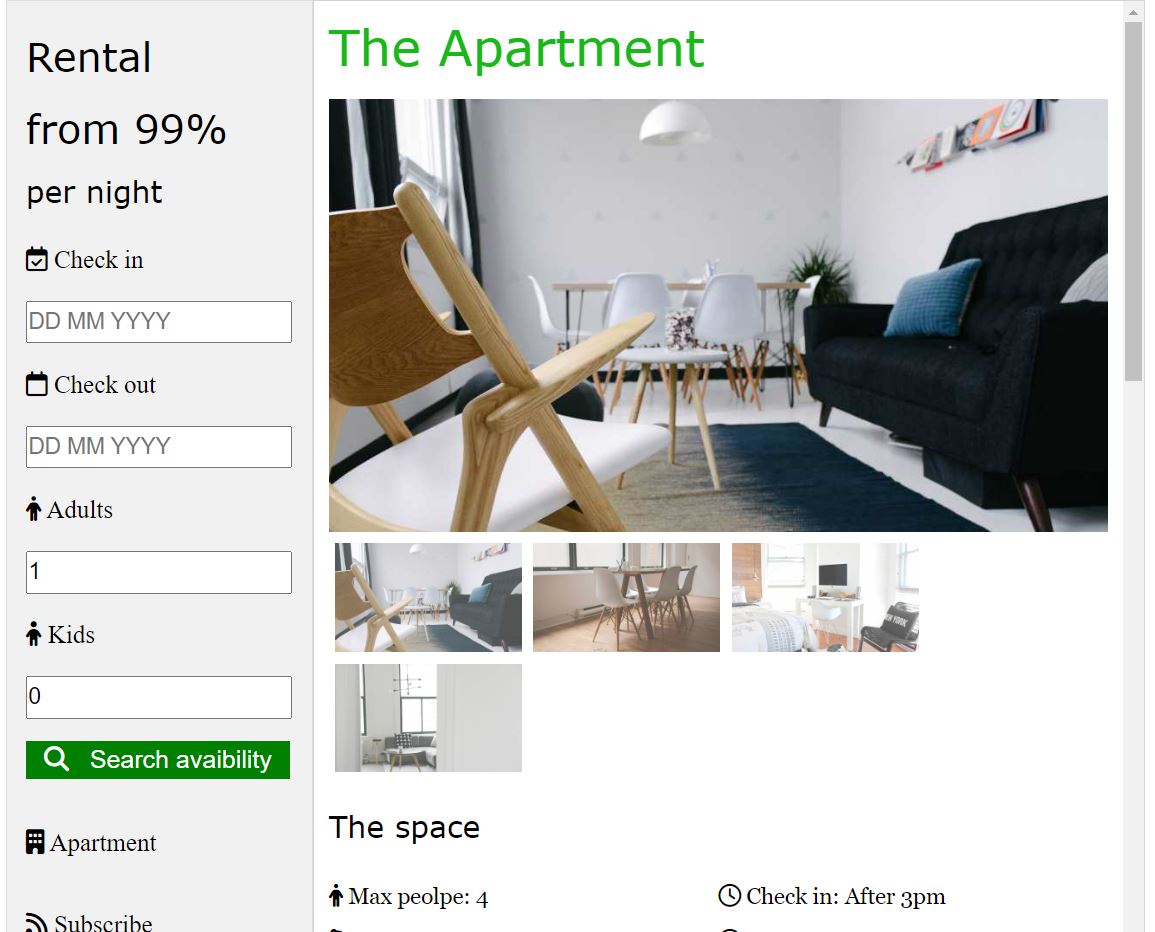 Rental
from 99%
per night
Check in
DD MM YYYY
Check out
DD MM YYYY
Adults
1
Kids
0
Search avaibility
Apartment
Subscribe
The Apartment
NEW YORK
The space
Max peolpe: 4
Check in: After 3pm